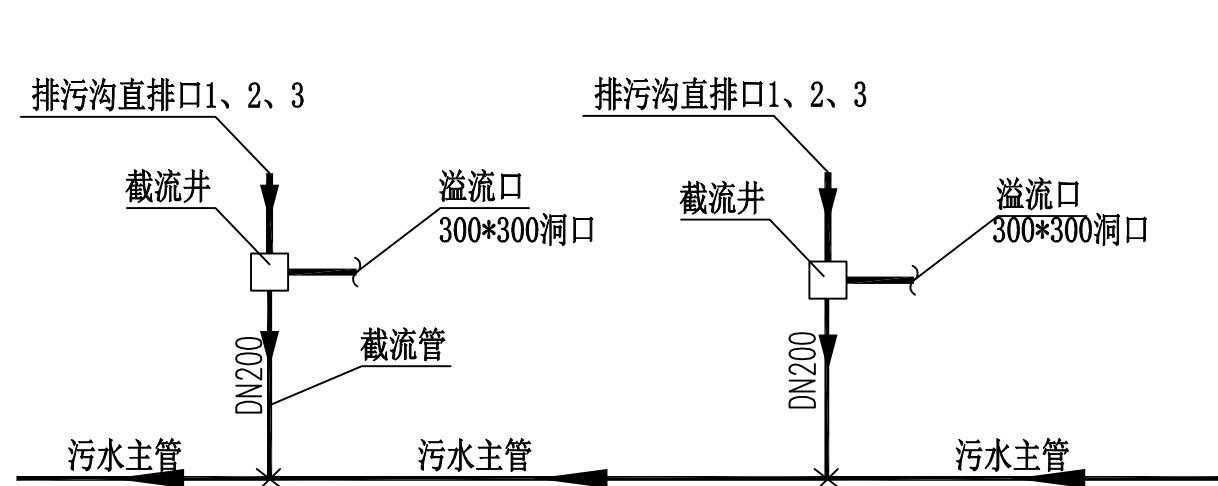 排污沟直排口1、2、3
排污沟直排口1、2、3
截流井
溢流口
300*300洞口
截流井
溢流口
300*300洞口
DN200
截流管
DN200
污水主管
污水主管
污水主管